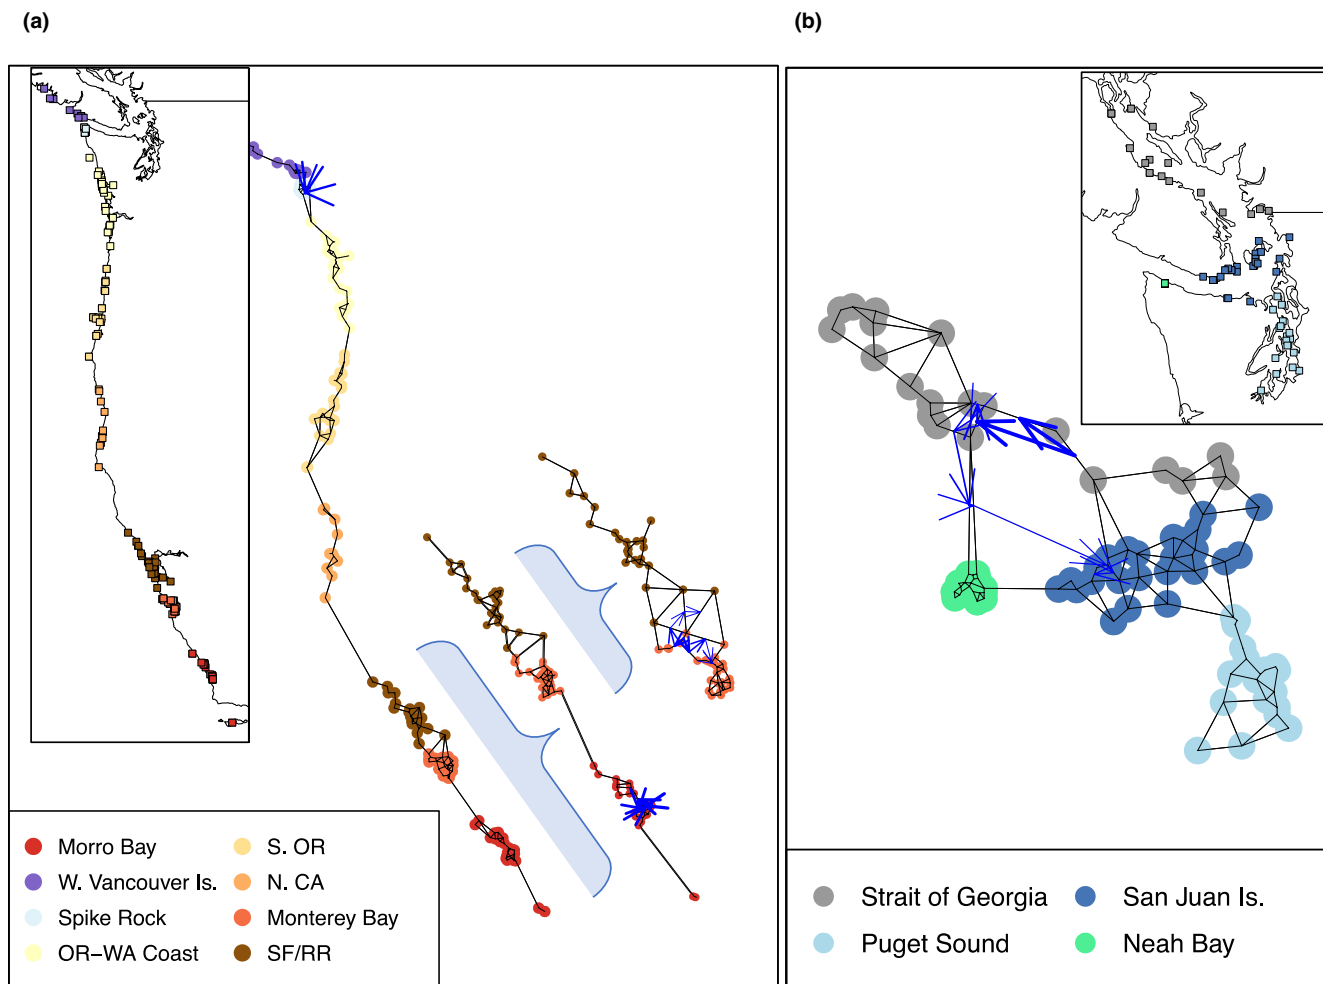 (a)
(b)
Morro Bay
W. Vancouver Is.
Spike Rock
OR–WA Coast
S. OR
N. CA
Monterey Bay
SF/RR
Strait of Georgia
Puget Sound
San Juan Is.
Neah Bay